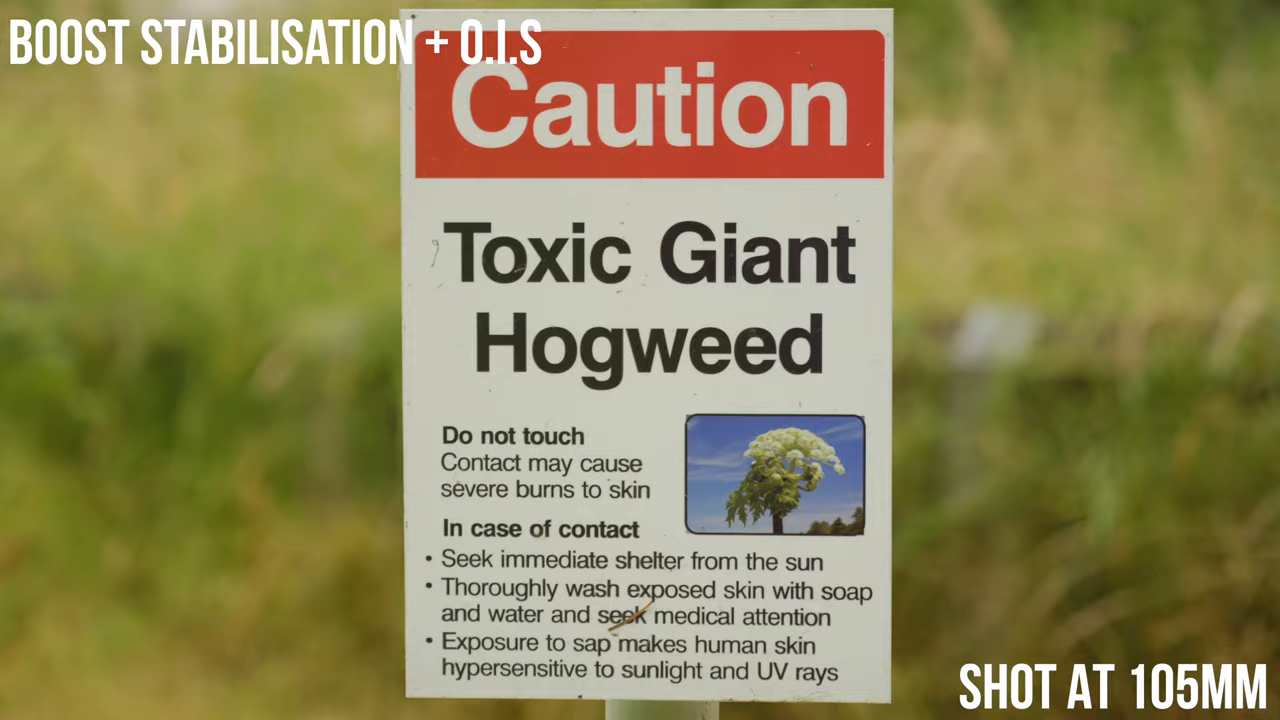 BOOST STABILISATION + O.I.S
Caution
Toxic Giant
Hogweed
Do not touch
Contact may cause
severe burns to skin
In case of contact
• Seek immediate shelter from the sun
• Thoroughly wash exposed skin with soap
and water and seek medical attention
• Exposure to sap makes human skin
hypersensitive to sunlight and UV rays
SHOT AT 105MM